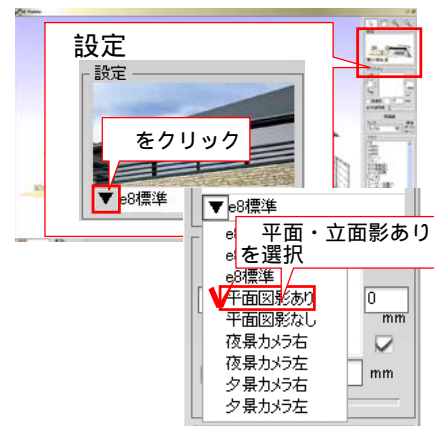 設定
設定
をクリック
▼ e8標準
▼ e8標準
平面・立面影あり
を選択
e8標準
平面図影あり
0
平面図影なし
mm
夜景カメラ右
夜景カメラ左
mm
夕景カメラ右
夕景カメラ左